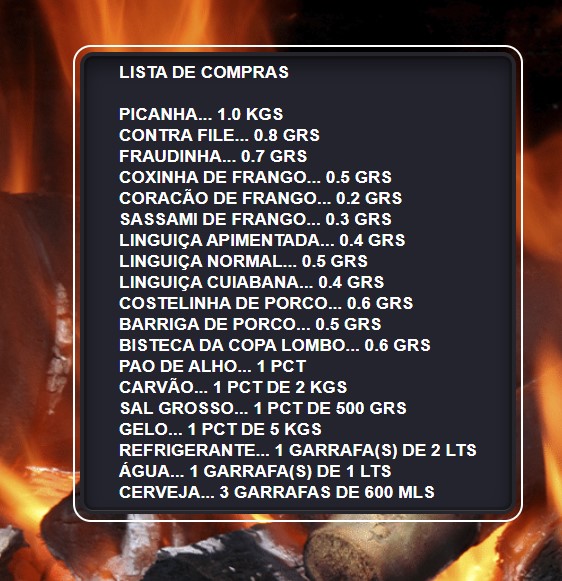 LISTA DE COMPRAS
PICANHA... 1.0 KGS
CONTRA FILE... 0.8 GRS
FRAUDINHA... 0.7 GRS
COXINHA DE FRANGO... 0.5 GRS
CORACÃO DE FRANGO... 0.2 GRS
SASSAMI DE FRANGO... 0.3 GRS
LINGUIÇA APIMENTADA... 0.4 GRS
LINGUIÇA NORMAL... 0.5 GRS
LINGUIÇA CUIABANA... 0.4 GRS
COSTELINHA DE PORCO... 0.6 GRS
BARRIGA DE PORCO... 0.5 GRS
BISTECA DA COPA LOMBO... 0.6 GRS
PAO DE ALHO... 1 PCT
CARVÃO... 1 PCT DE 2 KGS
SAL GROSSO... 1 PCT DE 500 GRS
GELO... 1 PCT DE 5 KGS
REFRIGERANTE... 1 GARRAFA(S) DE 2 LTS
ÁGUA... 1 GARRAFA(S) DE 1 LTS
CERVEJA... 3 GARRAFAS DE 600 MLS